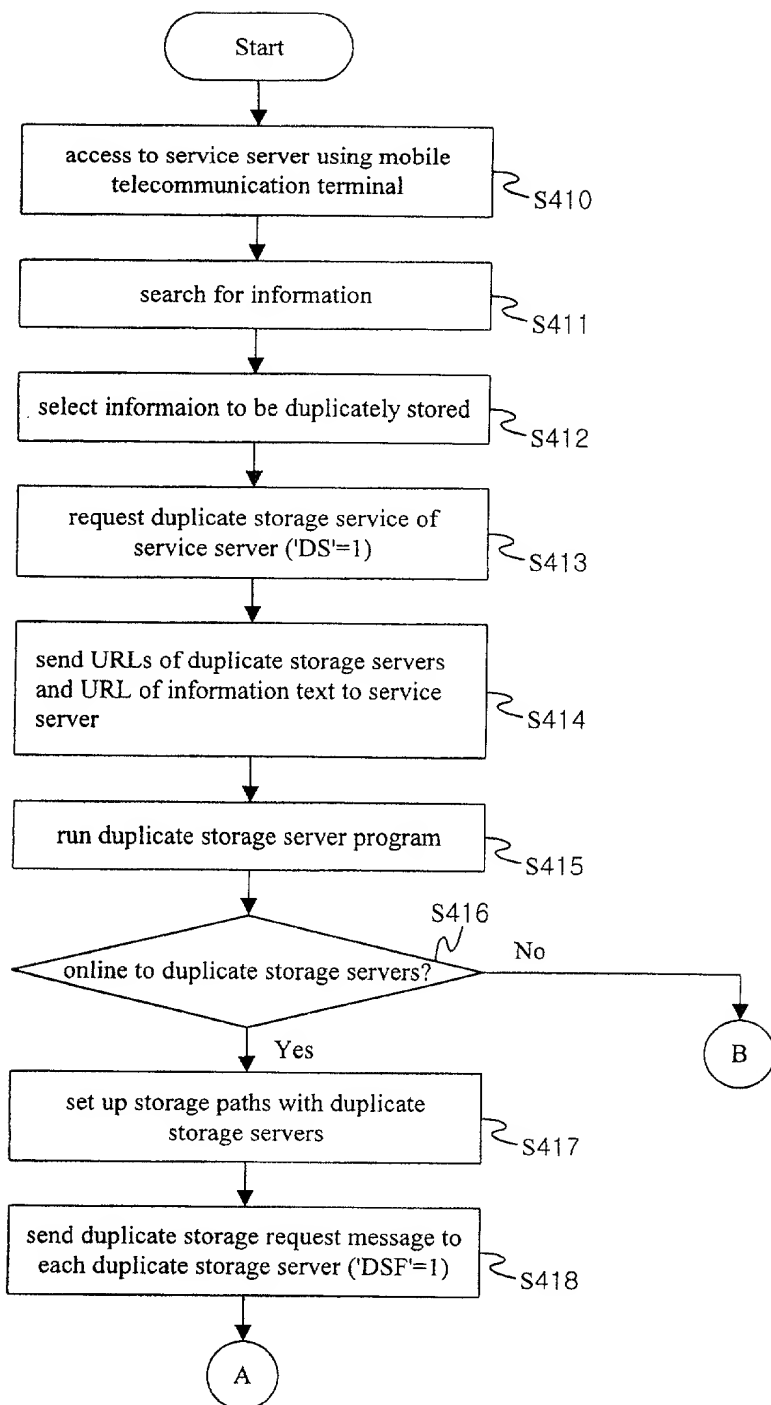 Start
access to service server using mobile
telecommunication terminal
S410
search for information
S411
select informaion to be duplicately stored
S412
request duplicate storage service of
service server ('DS'=1)
S413
send URLs of duplicate storage servers
and URL of information text to service
server
S414
run duplicate storage server program
S415
S416
online to duplicate storage servers?
No
B
Yes
set up storage paths with duplicate
storage servers
S417
send duplicate storage request message to
each duplicate storage server ('DSF'=1)
S418
A